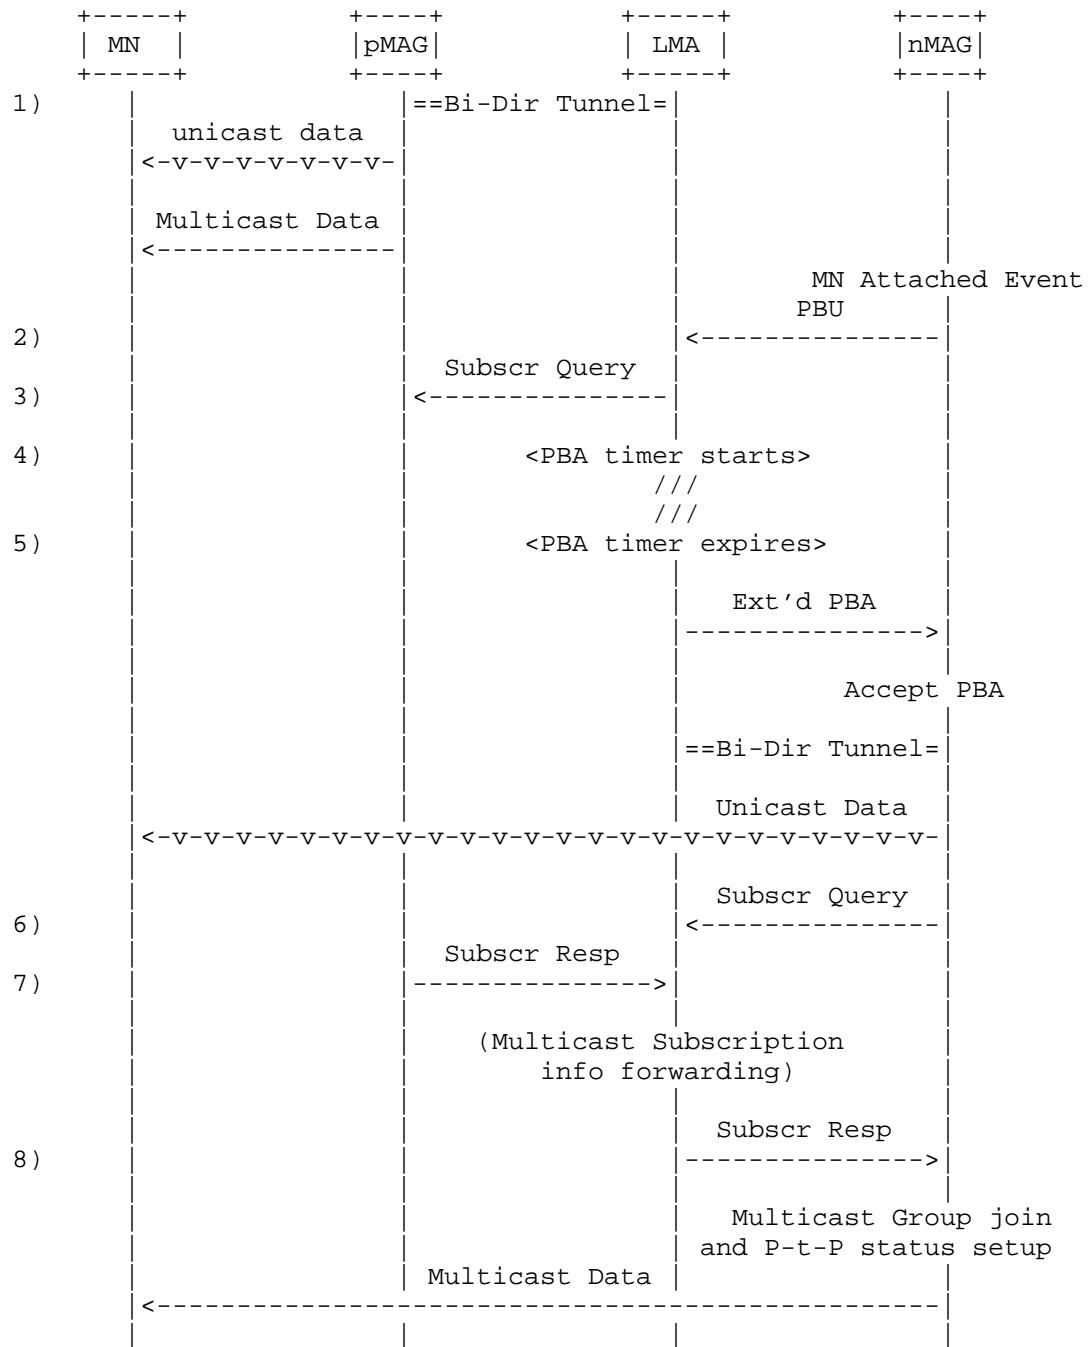 MN pMAG LMA nMAG
1) ==Bi-Dir Tunnel=
unicast data
<-v-v-v-v-v-v-v-
Multicast Data
<---------------
MN Attached Event
PBU
2) <---------------
Subscr Query
3) <---------------
4) <PBA timer starts>
///
///
5) <PBA timer expires>
Ext'd PBA
--------------->
Accept PBA
==Bi-Dir Tunnel=
Unicast Data
<-v-v-v-v-v-v-v-v-v-v-v-v-v-v-v-v-v-v-v-v-v-v-v-v-
Subscr Query
6) <---------------
Subscr Resp
7) --------------->
(Multicast Subscription
info forwarding)
Subscr Resp
8) --------------->
Multicast Group join
and P-t-P status setup
Multicast Data
<-------------------------------------------------